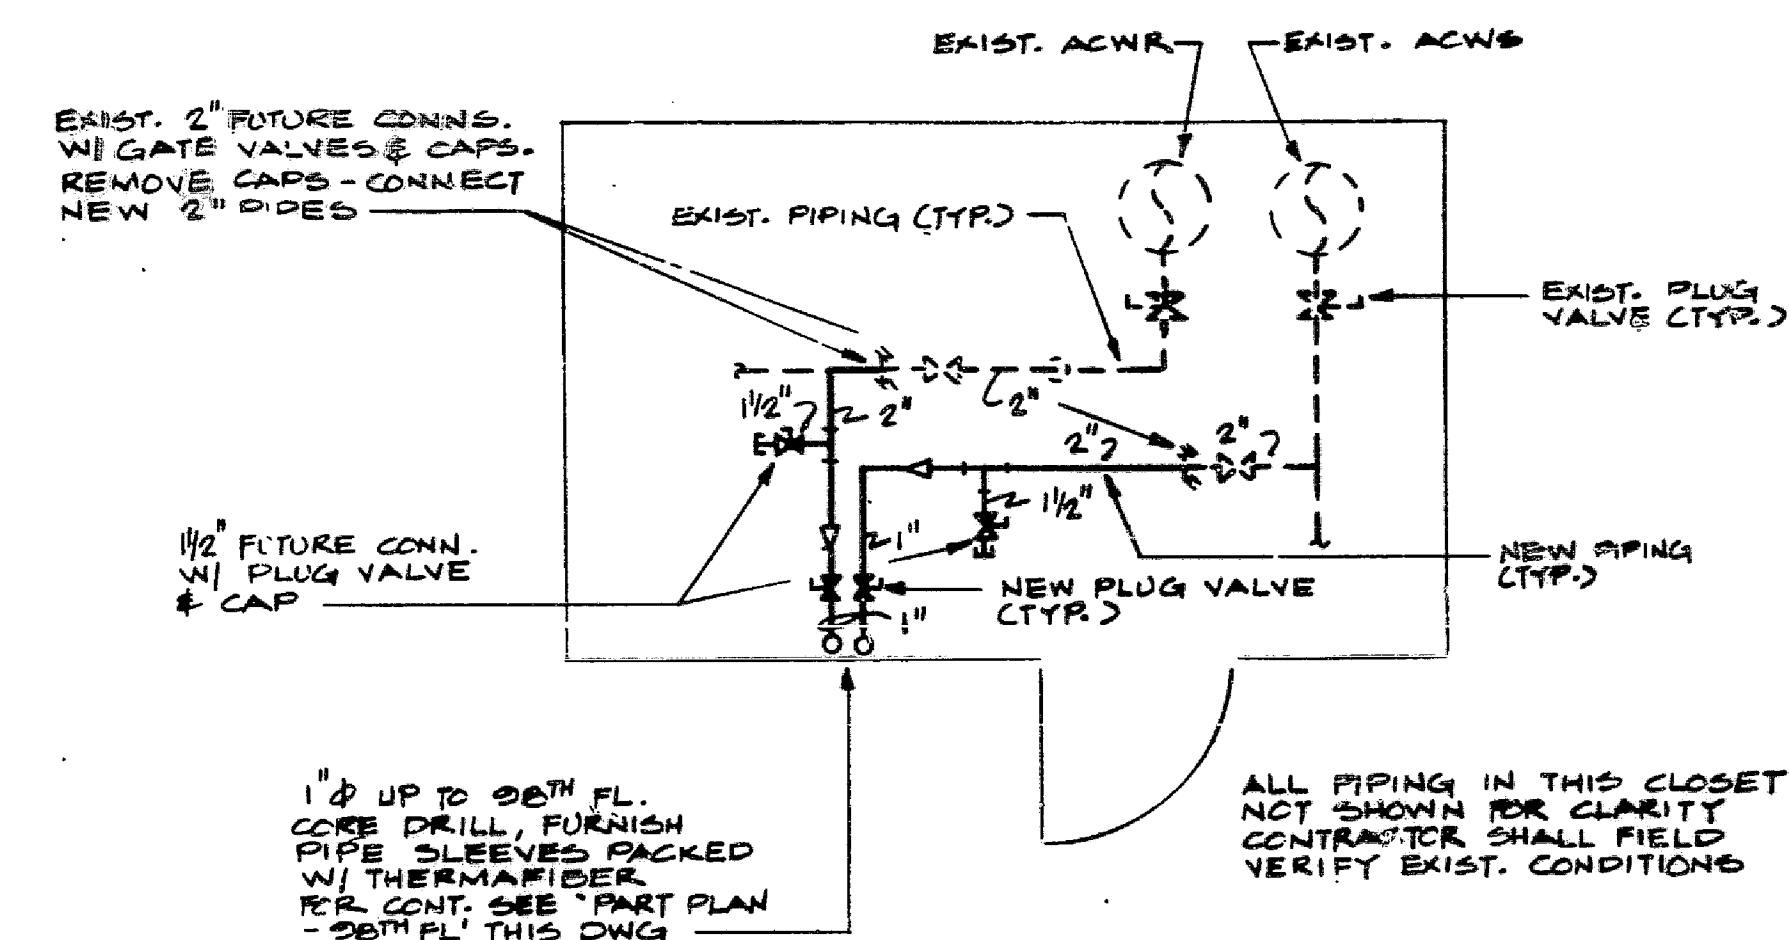 EXIST. ACWR
EXIST. ACWS
EXIST. 2" FUTURE CONNS.
W/ GATE VALVES & CAPS.
REMOVE CAPS - CONNECT
NEW 2" PIPES
EXIST. PIPING (TYP.)
EXIST. PLUG
VALVE (TYP.)
1½"
2"
2"
2"
2"
1½"
1½" FUTURE CONN.
W/ PLUG VALVE
& CAP
1"
NEW PIPING
(TYP.)
NEW PLUG VALVE
(TYP.)
1"
1"ɸ UP TO 98TH FL.
CORE DRILL, FURNISH
PIPE SLEEVES PACKED
W/ THERMAFIBER
FOR CONT. SEE 'PART PLAN
- 98TH FL' THIS DWG
ALL PIPING IN THIS CLOSET
NOT SHOWN FOR CLARITY
CONTRACTOR SHALL FIELD
VERIFY EXIST. CONDITIONS